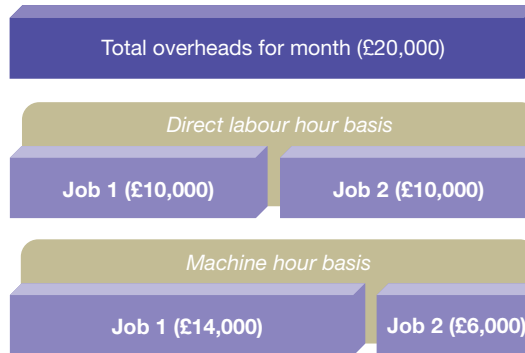 Total overheads for month (£20,000)
Direct labour hour basis
Job 1 (£10,000)
Job 2 (£10,000)
Machine hour basis
Job 1 (£14,000)
Job 2 (£6,000)